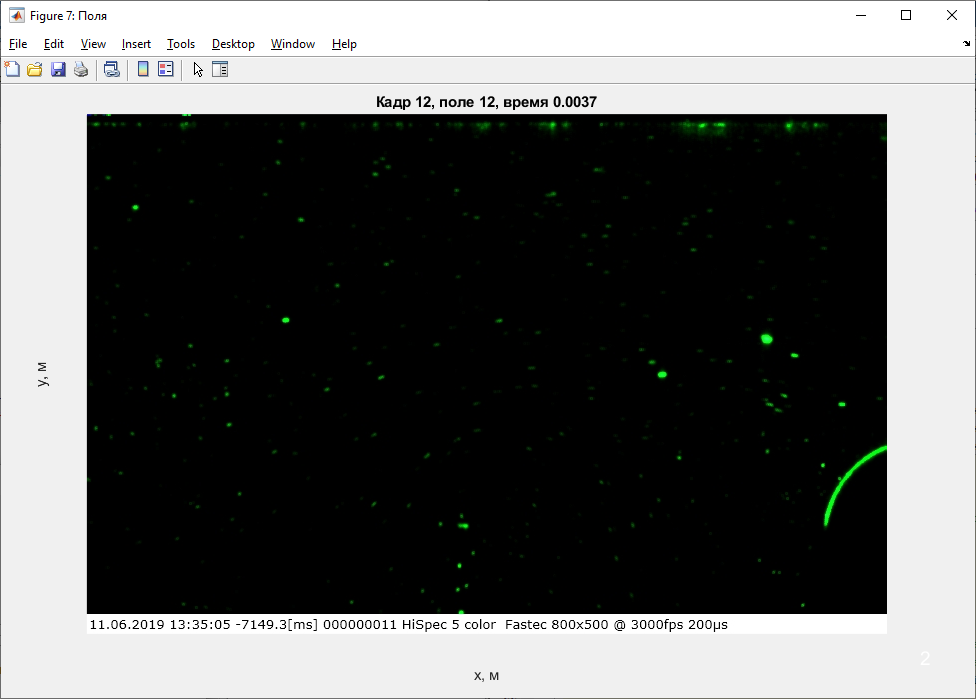 Figure 7: Поля
File Edit View Insert Tools Desktop Window Help
Кадр 12, поле 12, время 0.0037
y, м
11.06.2019 13:35:05 -7149.3[ms] 000000011 HiSpec 5 color Fastec 800x500 @ 3000fps 200µs
2
x, м